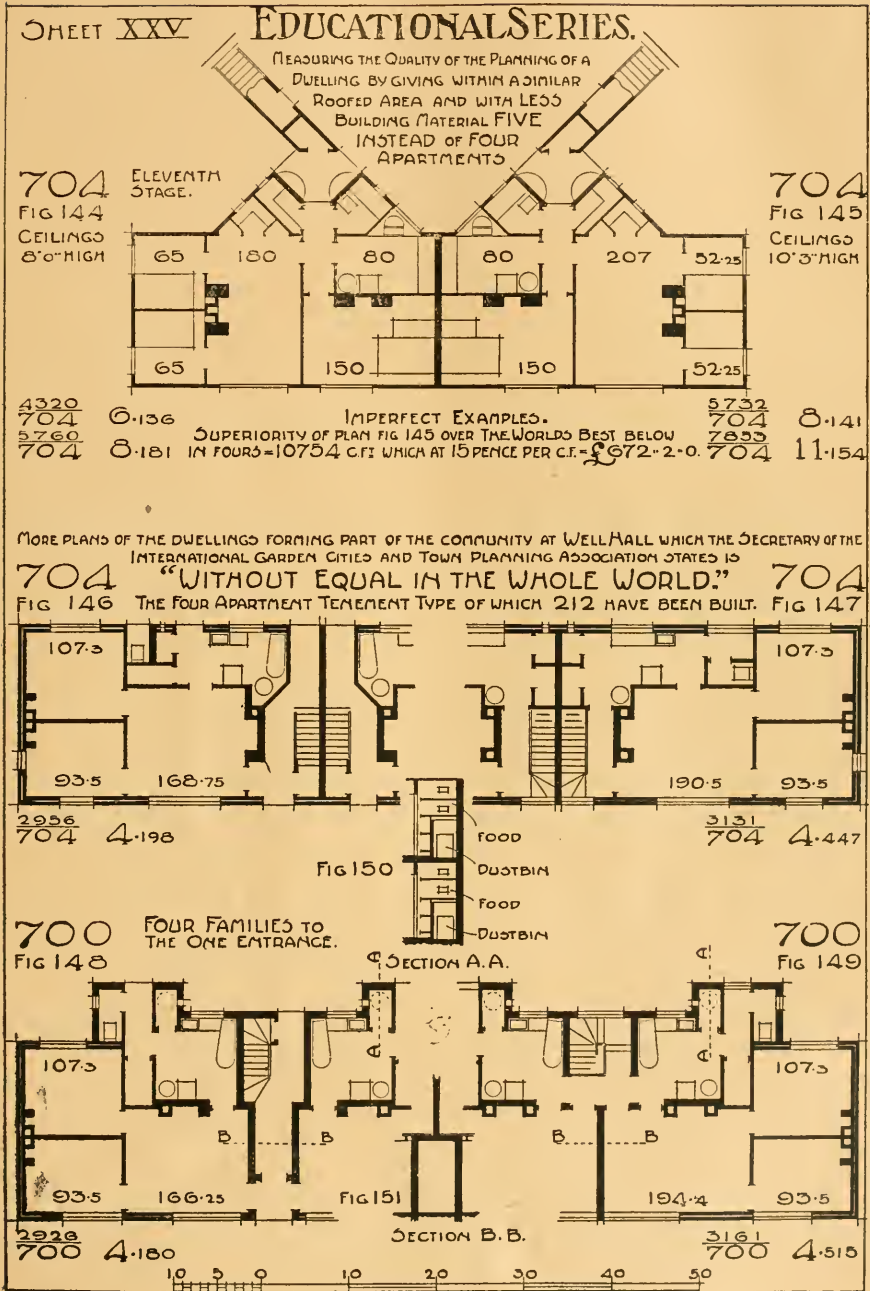 SHEET XXV EDUCATIONAL SERIES.
MEASURING THE QUALITY OF THE PLANNING OF A
DWELLING BY GIVING WITHIN A SIMILAR
ROOFED AREA AND WITH LESS
BUILDING MATERIAL FIVE
INSTEAD OF FOUR
APARTMENTS
704 ELEVENTH STAGE.
FIG 144
CEILINGS
8'0" HIGH
704
FIG 145
CEILINGS
10'3" HIGH
65 180 80 80 207 52·25
65 150 150 52·25
4320
704 6·136
5760
704 8·181
IMPERFECT EXAMPLES.
SUPERIORITY OF PLAN FIG 145 OVER THE WORLDS BEST BELOW
IN FOURS=10754 C.FT WHICH AT 15 PENCE PER C.F.=£672··2-0.
5732
704 8·141
7853
704 11·154
MORE PLANS OF THE DWELLINGS FORMING PART OF THE COMMUNITY AT WELL HALL WHICH THE SECRETARY OF THE
INTERNATIONAL GARDEN CITIES AND TOWN PLANNING ASSOCIATION STATES IS
704 "WITHOUT EQUAL IN THE WHOLE WORLD." 704
FIG 146 THE FOUR APARTMENT TENEMENT TYPE OF WHICH 212 HAVE BEEN BUILT. FIG 147
107·3 107·3
93·5 168·75 190·5 93·5
2956
704 4·198
3131
704 4·447
FIG 150
FOOD
DUSTBIN
FOOD
DUSTBIN
700 FOUR FAMILIES TO
FIG 148 THE ONE ENTRANCE.
SECTION A.A.
700
FIG 149
A A
A A
107·3 107·3
B B B B
93·5 166·25 FIG 151 194·4 93·5
2926
700 4·180
SECTION B.B.
3161
700 4·515
10 5 0 10 20 30 40 50